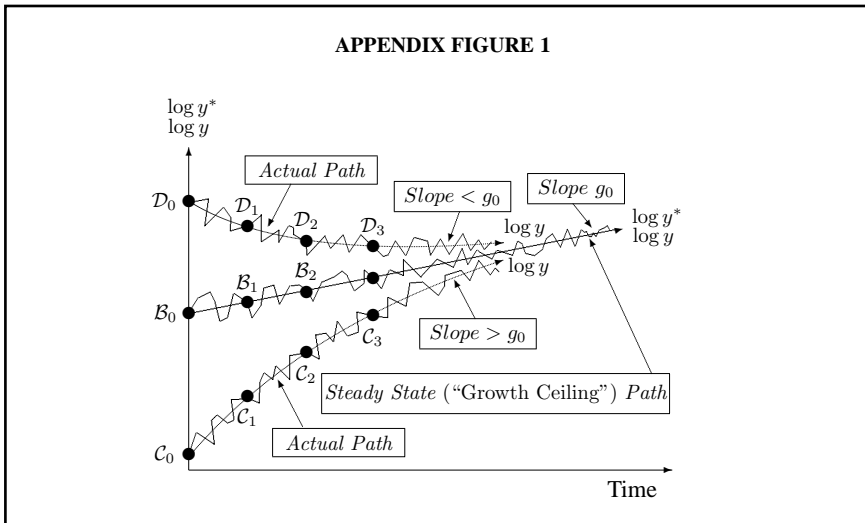 APPENDIX FIGURE 1
log y*
log y
Actual Path
Slope < g₀
Slope g₀
D₀
D₁
D₂
D₃
log y
log y*
log y
log y
B₀
B₁
B₂
Slope > g₀
C₃
C₂
Steady State (“Growth Ceiling”) Path
C₁
Actual Path
C₀
Time